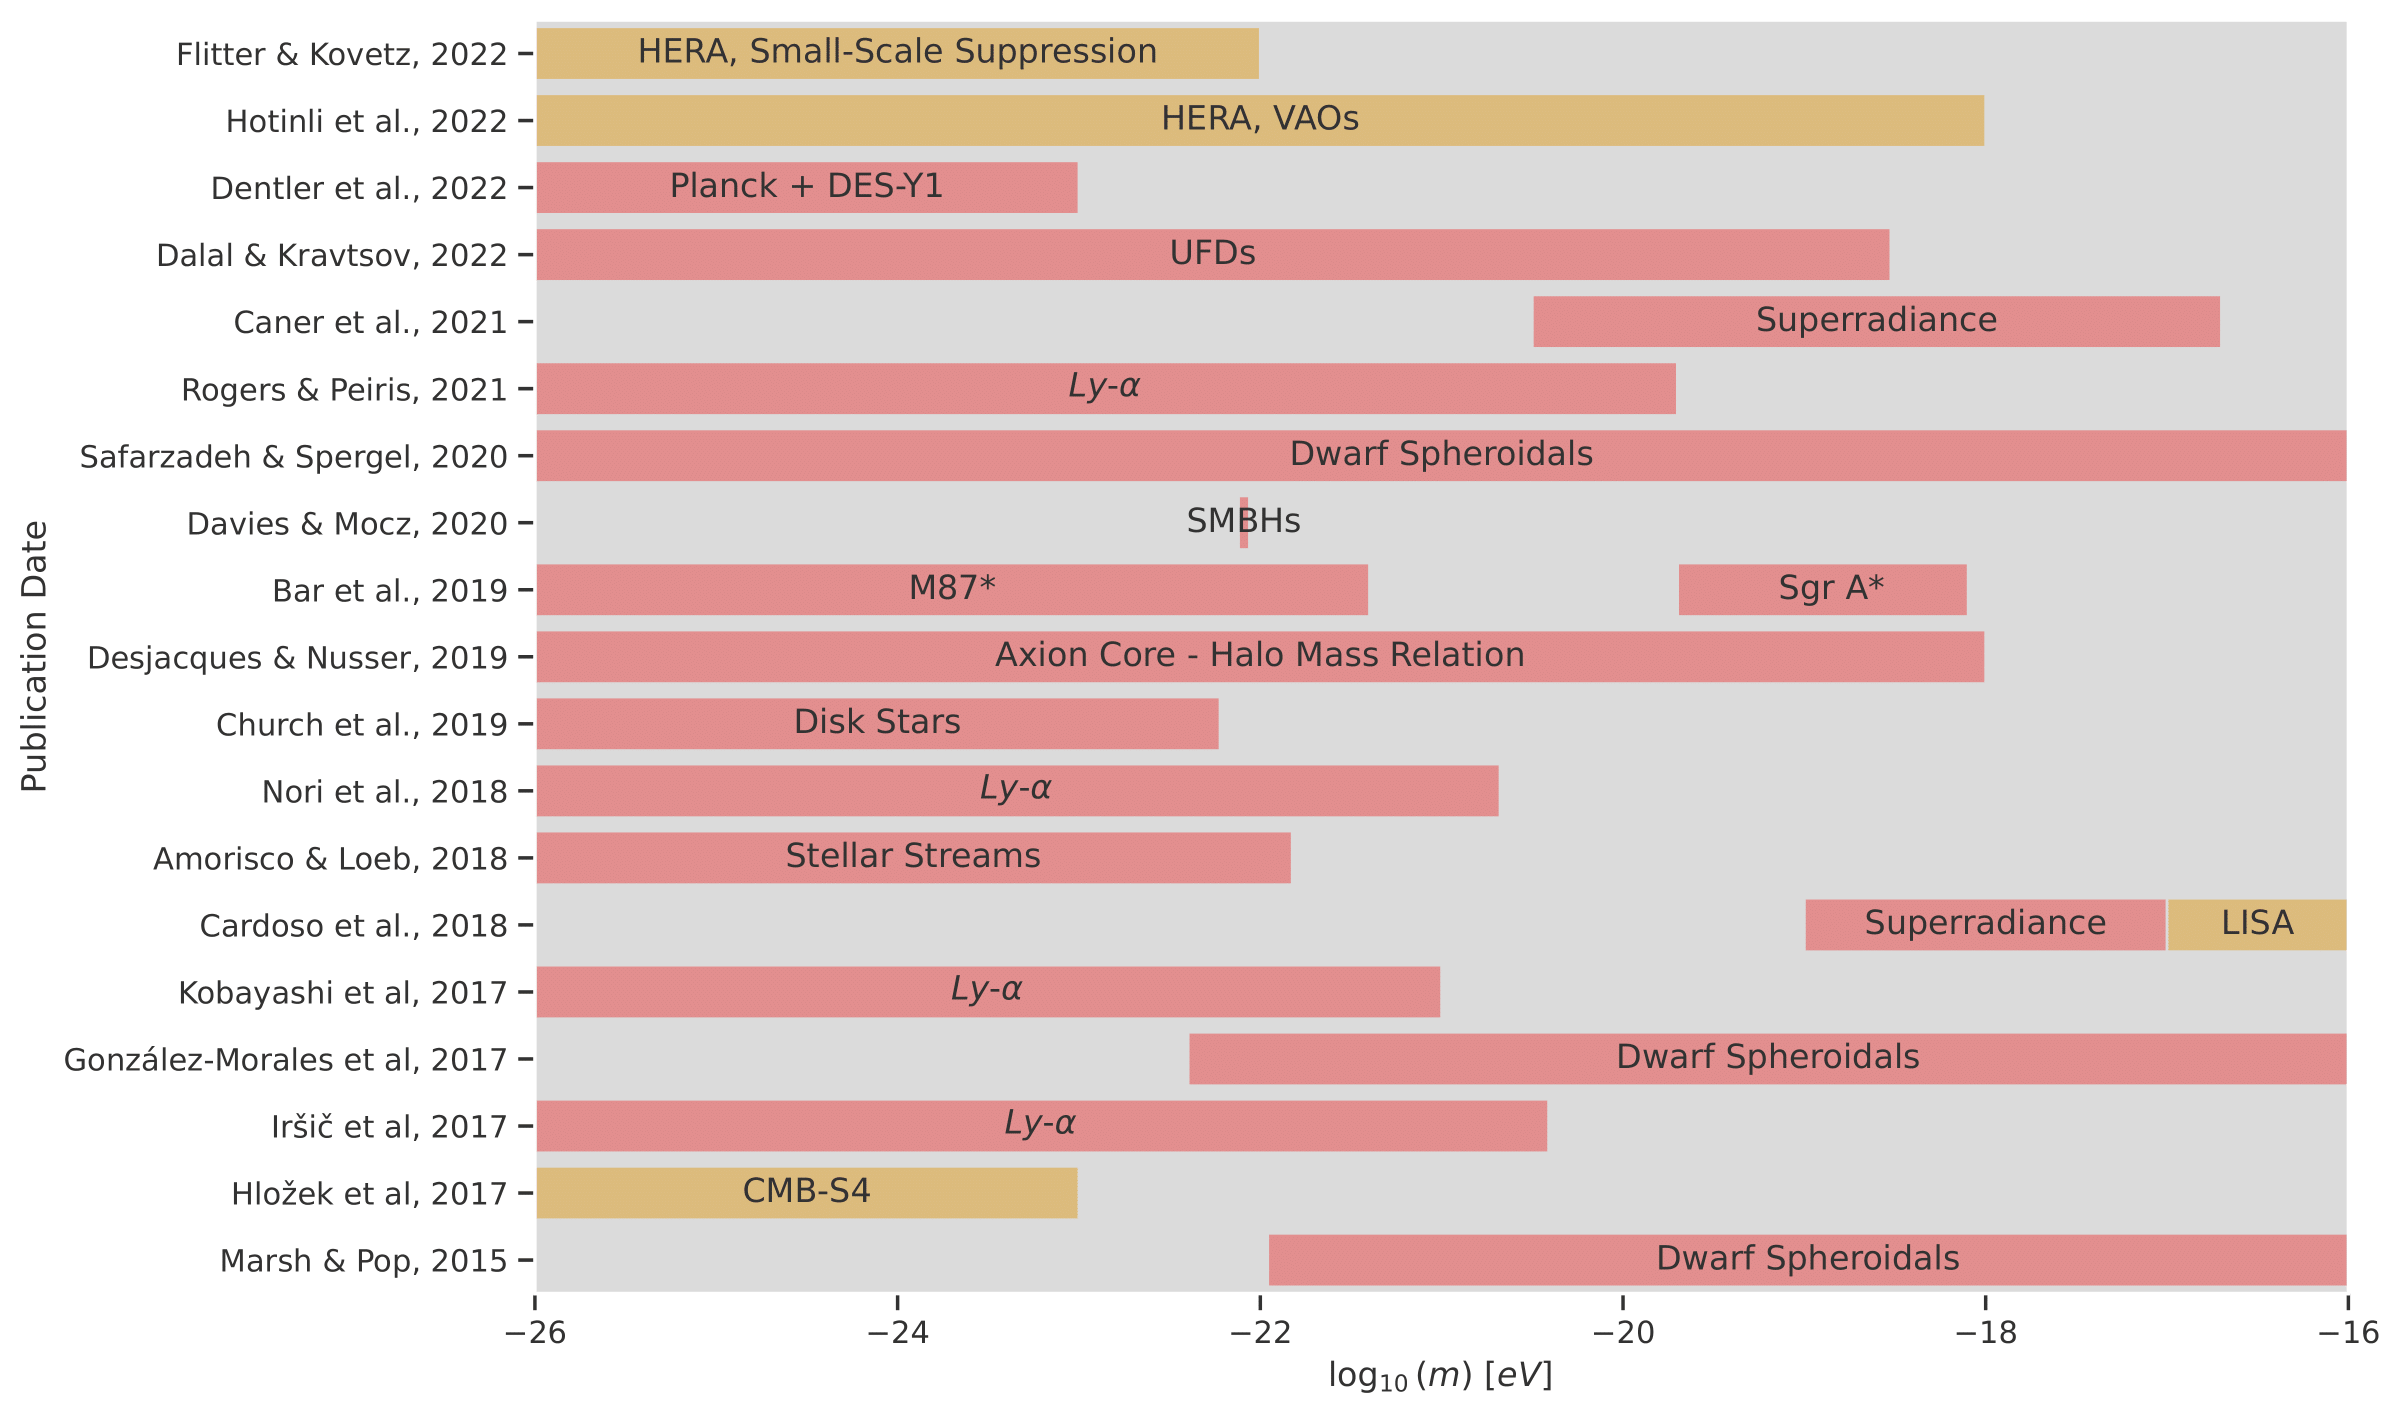 Flitter & Kovetz, 2022
HERA, Small-Scale Suppression
Hotinli et al., 2022
HERA, VAOs
Dentler et al., 2022
Planck + DES-Y1
Dalal & Kravtsov, 2022
UFDs
Caner et al., 2021
Superradiance
Rogers & Peiris, 2021
Ly-α
Safarzadeh & Spergel, 2020
Dwarf Spheroidals
Davies & Mocz, 2020
SMBHs
Bar et al., 2019
M87*
Sgr A*
Desjacques & Nusser, 2019
Axion Core - Halo Mass Relation
Church et al., 2019
Disk Stars
Nori et al., 2018
Ly-α
Amorisco & Loeb, 2018
Stellar Streams
Cardoso et al., 2018
Superradiance
LISA
Kobayashi et al, 2017
Ly-α
González-Morales et al, 2017
Dwarf Spheroidals
Iršič et al, 2017
Ly-α
Hložek et al, 2017
CMB-S4
Marsh & Pop, 2015
Dwarf Spheroidals
Publication Date
−26 −24 −22 −20 −18 −16
log₁₀ (m) [eV]